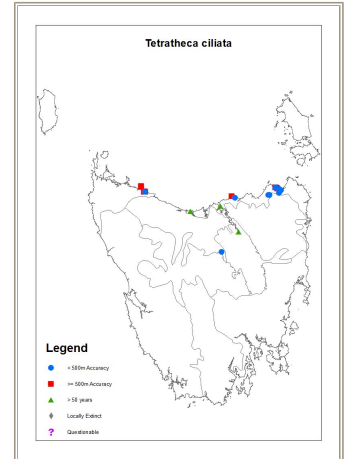 Tetratheca ciliata
Legend
< 500m Accuracy
>= 500m Accuracy
> 50 years
Locally Extinct
? Questionable